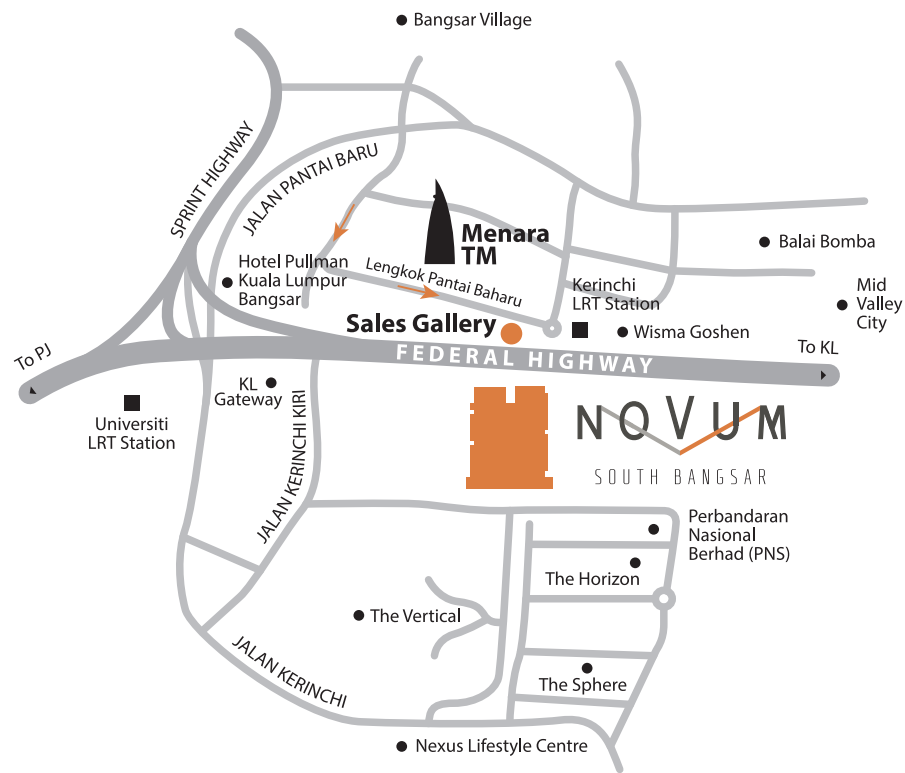 Bangsar Village
SPRINT HIGHWAY
JALAN PANTAI BARU
Menara
TM
Balai Bomba
Hotel Pullman
Kuala Lumpur
Bangsar
Lengkok Pantai Baharu
Kerinchi
LRT Station
Mid
Valley
City
Sales Gallery
Wisma Goshen
To PJ
FEDERAL HIGHWAY
To KL
KL
Gateway
Universiti
LRT Station
JALAN KERINCHI KIRI
NOVUM
SOUTH BANGSAR
Perbandaran
Nasional
Berhad (PNS)
The Horizon
The Vertical
JALAN KERINCHI
The Sphere
Nexus Lifestyle Centre